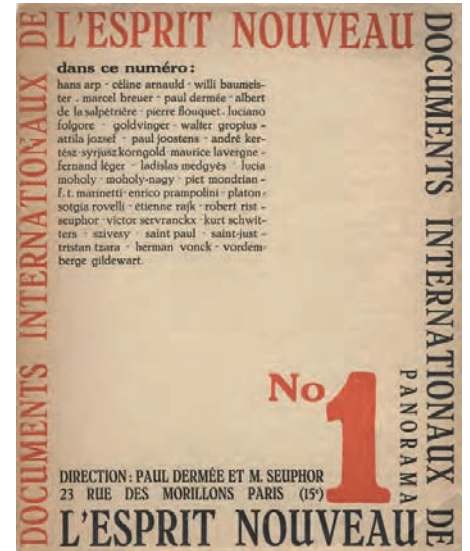 DOCUMENTS INTERNATIONAUX DE
L'ESPRIT NOUVEAU
dans ce numéro :
hans arp - céline arnauld - willi baumeis-
ter . marcel breuer - paul dermée - albert
de la salpêtrière - pierre flouquet . luciano
folgore - goldvinger - walter gropius -
attila jozsef - paul joostens - andré ker-
tész - syrjusz korngold maurice lavergne -
fernand léger - ladislas medgyés - lucia
moholy - moholy-nagy - piet mondrian -
f. t. marinetti - enrico prampolini - platon -
sotgia rovelli - étienne rajk - robert rist -
seuphor - victor servranckx - kurt schwit-
ters - szivesy - saint paul - saint-just -
tristan tzara - herman vonck - vordem-
berge gildewart.
No 1
PANORAMA
DIRECTION : PAUL DERMÉE ET M. SEUPHOR
23 RUE DES MORILLONS PARIS (15e)
DOCUMENTS INTERNATIONAUX DE
L'ESPRIT NOUVEAU